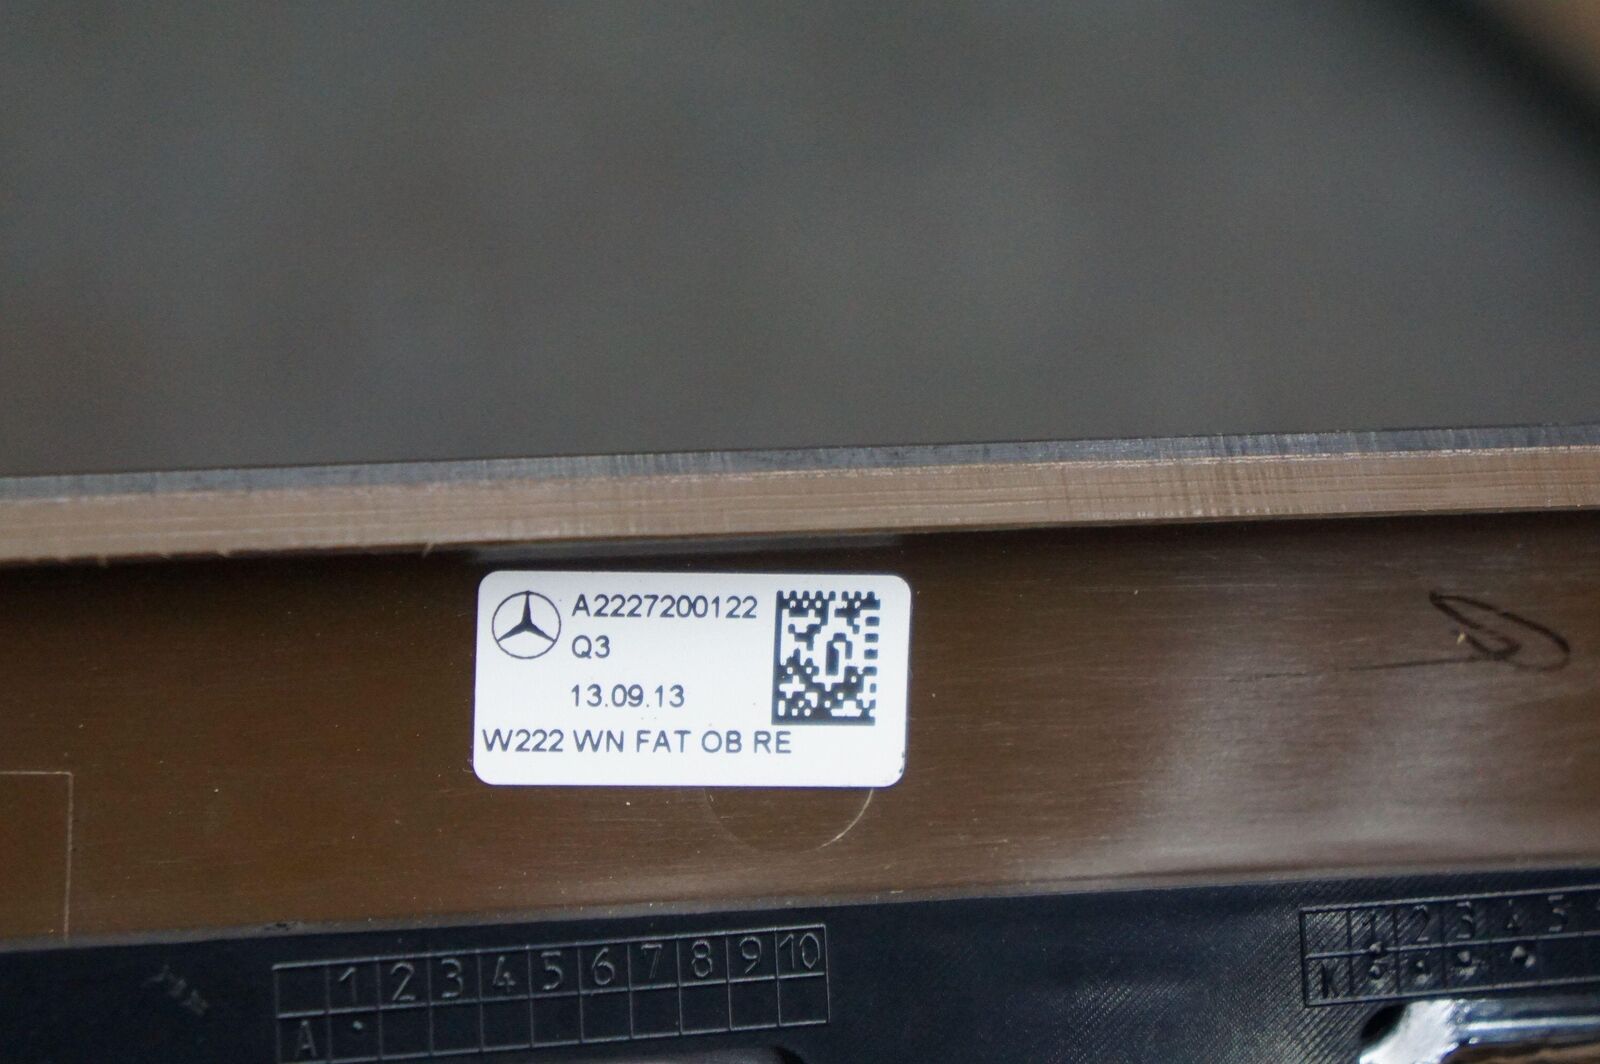 A2227200122
Q3
13.09.13
W222 WN FAT OB RE
1 2 3 4 5 6 7 8 9 10
A
1 2 3 4 5
K